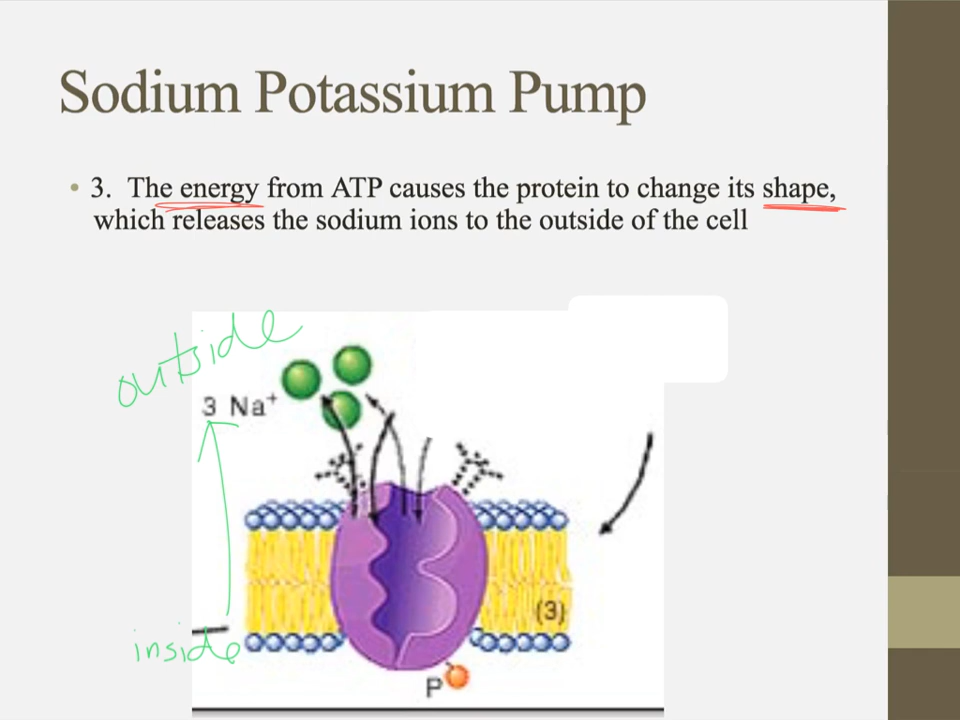 Sodium Potassium Pump
• 3. The energy from ATP causes the protein to change its shape,
which releases the sodium ions to the outside of the cell
outside
3 Na⁺
(3)
inside
P